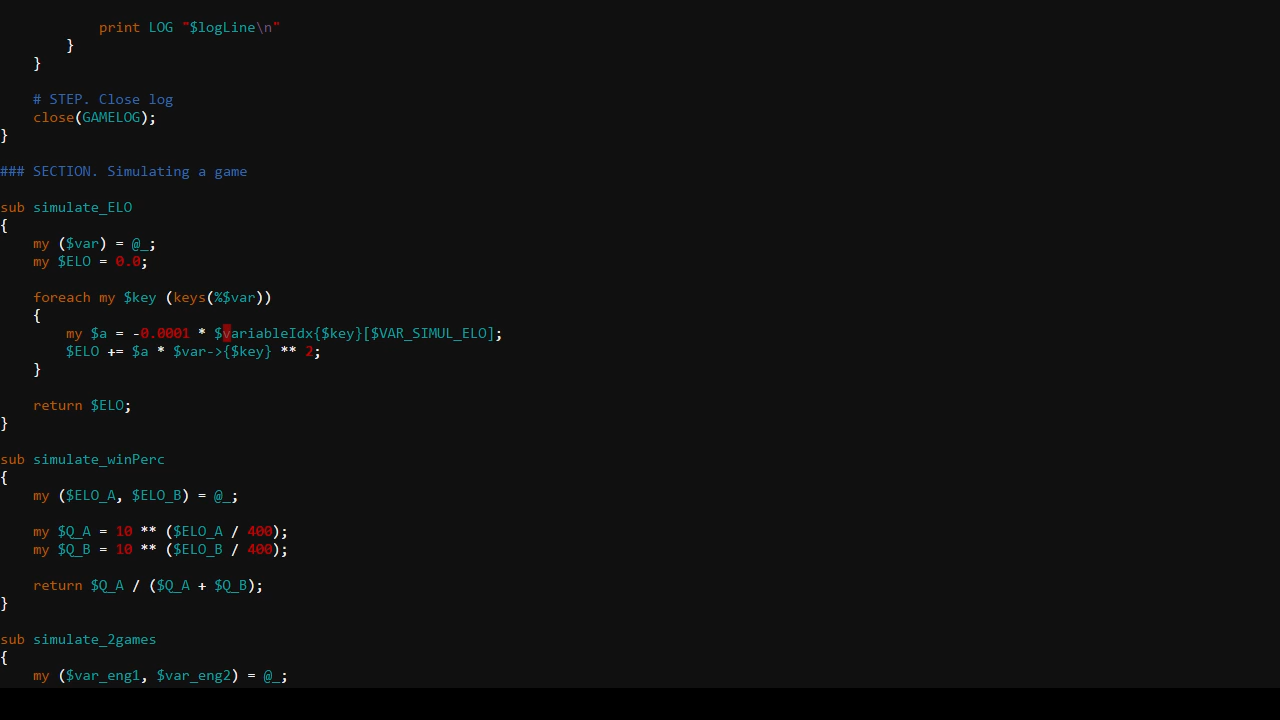 print LOG "$logLine\n"
        }
    }

    # STEP. Close log
    close(GAMELOG);
}

### SECTION. Simulating a game

sub simulate_ELO
{
    my ($var) = @_;
    my $ELO = 0.0;

    foreach my $key (keys(%$var))
    {
        my $a = -0.0001 * $variableIdx{$key}[$VAR_SIMUL_ELO];
        $ELO += $a * $var->{$key} ** 2;
    }

    return $ELO;
}

sub simulate_winPerc
{
    my ($ELO_A, $ELO_B) = @_;

    my $Q_A = 10 ** ($ELO_A / 400);
    my $Q_B = 10 ** ($ELO_B / 400);

    return $Q_A / ($Q_A + $Q_B);
}

sub simulate_2games
{
    my ($var_eng1, $var_eng2) = @_;